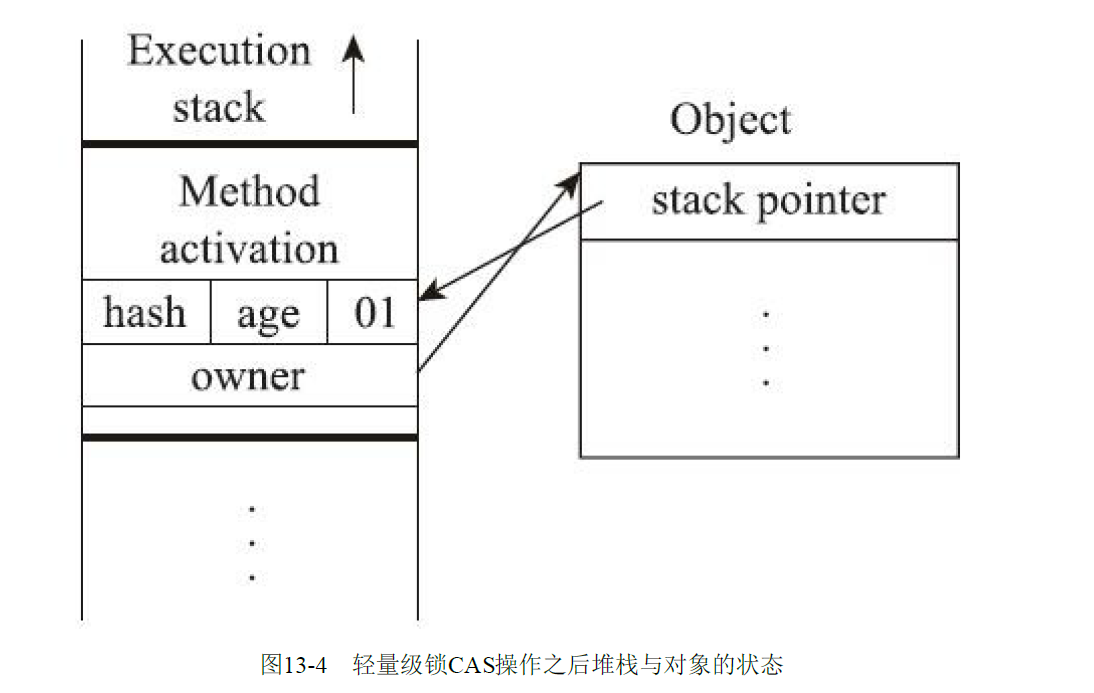 Execution
stack
Method
activation
hash age 01
owner
Object
stack pointer
图13-4 轻量级锁CAS操作之后堆栈与对象的状态